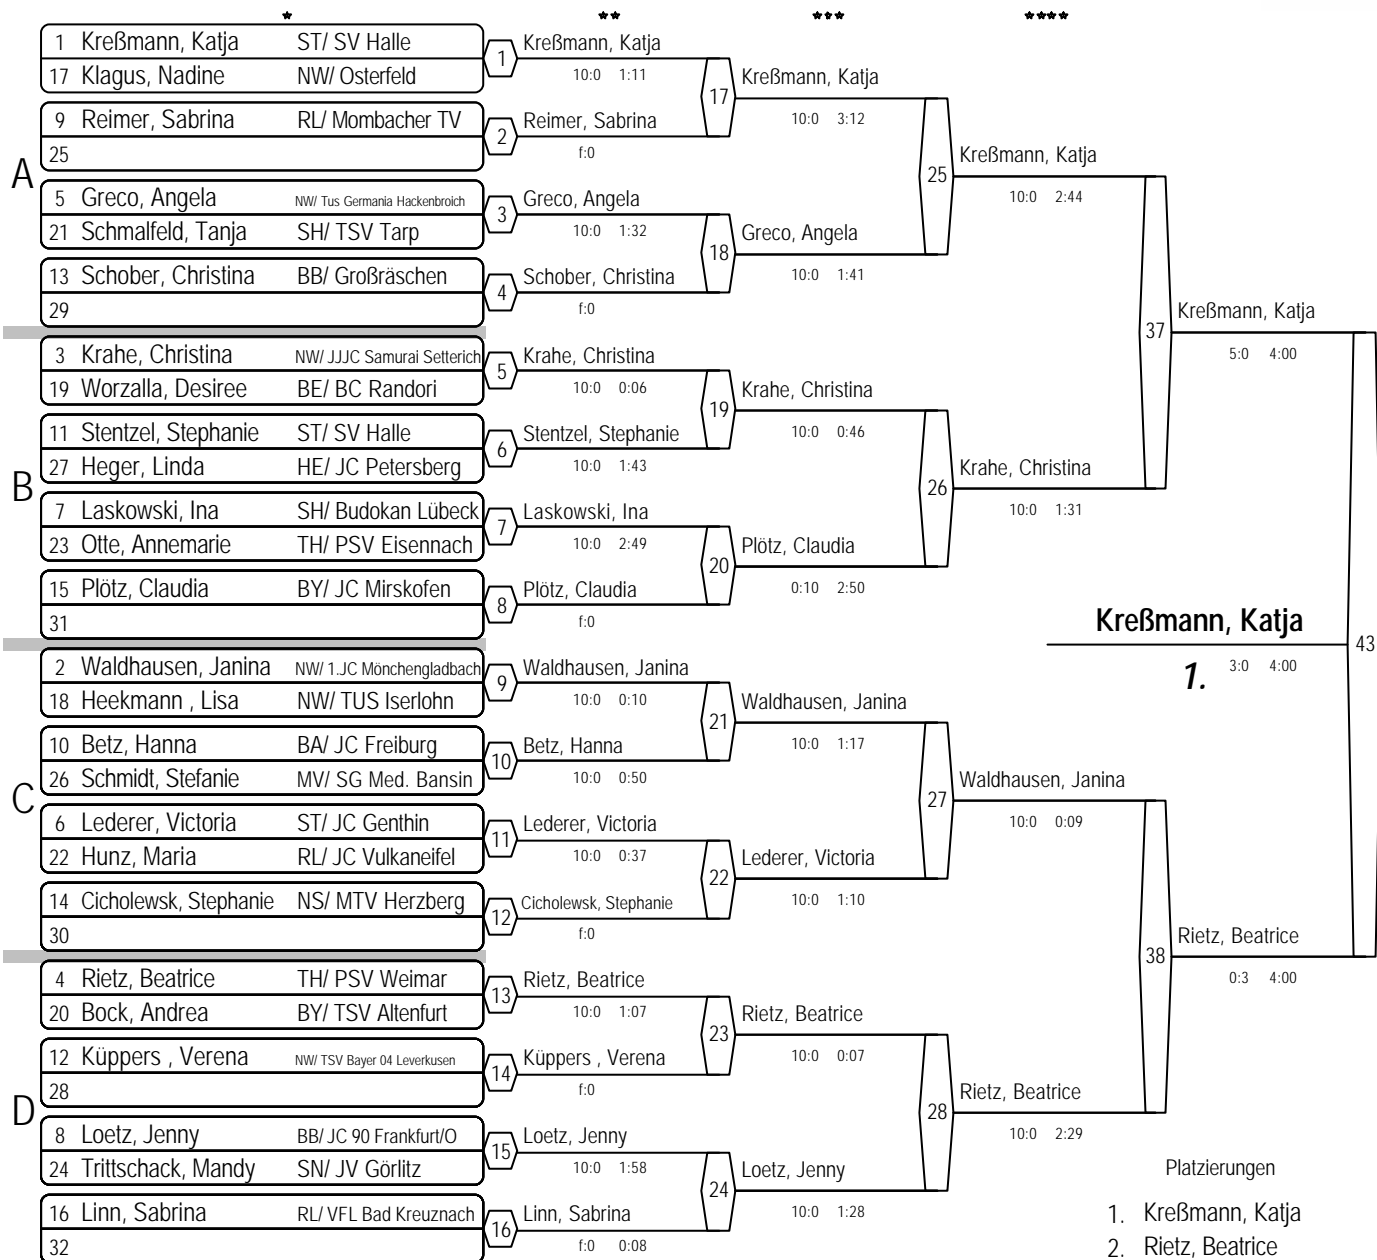 * ** *** ****
A
1 Kreßmann, Katja ST/ SV Halle
17 Klagus, Nadine NW/ Osterfeld
9 Reimer, Sabrina RL/ Mombacher TV
25
5 Greco, Angela NW/ Tus Germania Hackenbroich
21 Schmalfeld, Tanja SH/ TSV Tarp
13 Schober, Christina BB/ Großräschen
29
B
3 Krahe, Christina NW/ JJJC Samurai Setterich
19 Worzalla, Desiree BE/ BC Randori
11 Stentzel, Stephanie ST/ SV Halle
27 Heger, Linda HE/ JC Petersberg
7 Laskowski, Ina SH/ Budokan Lübeck
23 Otte, Annemarie TH/ PSV Eisennach
15 Plötz, Claudia BY/ JC Mirskofen
31
C
2 Waldhausen, Janina NW/ 1.JC Mönchengladbach
18 Heekmann , Lisa NW/ TUS Iserlohn
10 Betz, Hanna BA/ JC Freiburg
26 Schmidt, Stefanie MV/ SG Med. Bansin
6 Lederer, Victoria ST/ JC Genthin
22 Hunz, Maria RL/ JC Vulkaneifel
14 Cicholewsk, Stephanie NS/ MTV Herzberg
30
D
4 Rietz, Beatrice TH/ PSV Weimar
20 Bock, Andrea BY/ TSV Altenfurt
12 Küppers , Verena NW/ TSV Bayer 04 Leverkusen
28
8 Loetz, Jenny BB/ JC 90 Frankfurt/O
24 Trittschack, Mandy SN/ JV Görlitz
16 Linn, Sabrina RL/ VFL Bad Kreuznach
32
1 Kreßmann, Katja
10:0 1:11
2 Reimer, Sabrina
f:0
3 Greco, Angela
10:0 1:32
4 Schober, Christina
f:0
5 Krahe, Christina
10:0 0:06
6 Stentzel, Stephanie
10:0 1:43
7 Laskowski, Ina
10:0 2:49
8 Plötz, Claudia
f:0
9 Waldhausen, Janina
10:0 0:10
10 Betz, Hanna
10:0 0:50
11 Lederer, Victoria
10:0 0:37
12 Cicholewsk, Stephanie
f:0
13 Rietz, Beatrice
10:0 1:07
14 Küppers , Verena
f:0
15 Loetz, Jenny
10:0 1:58
16 Linn, Sabrina
f:0 0:08
17 Kreßmann, Katja
10:0 3:12
18 Greco, Angela
10:0 1:41
19 Krahe, Christina
10:0 0:46
20 Plötz, Claudia
0:10 2:50
21 Waldhausen, Janina
10:0 1:17
22 Lederer, Victoria
10:0 1:10
23 Rietz, Beatrice
10:0 0:07
24 Loetz, Jenny
10:0 1:28
25 Kreßmann, Katja
10:0 2:44
26 Krahe, Christina
10:0 1:31
27 Waldhausen, Janina
10:0 0:09
28 Rietz, Beatrice
10:0 2:29
37 Kreßmann, Katja
5:0 4:00
38 Rietz, Beatrice
0:3 4:00
Kreßmann, Katja 43
1. 3:0 4:00
Platzierungen
1. Kreßmann, Katja
2. Rietz, Beatrice